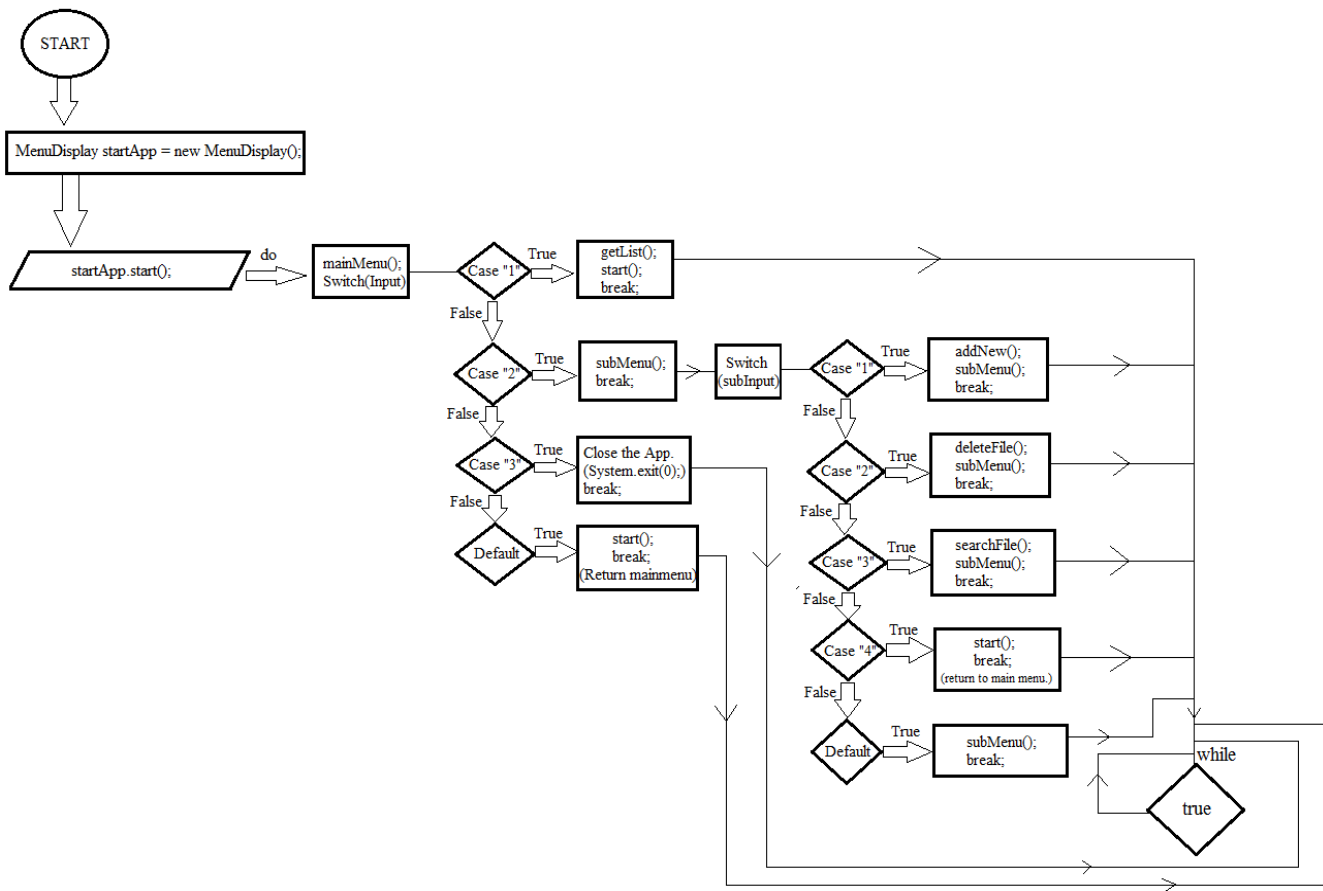 START
MenuDisplay startApp = new MenuDisplay();
startApp.start();
do
mainMenu();
Switch(Input)
Case "1"
True
getList();
start();
break;
False
Case "2"
True
subMenu();
break;
Switch
(subInput)
Case "1"
True
addNew();
subMenu();
break;
False
Case "2"
True
deleteFile();
subMenu();
break;
False
Case "3"
True
searchFile();
subMenu();
break;
False
Case "4"
True
start();
break;
(return to main menu.)
False
Default
True
subMenu();
break;
False
Case "3"
True
Close the App.
(System.exit(0);)
break;
False
Default
True
start();
break;
(Return mainmenu)
while
true